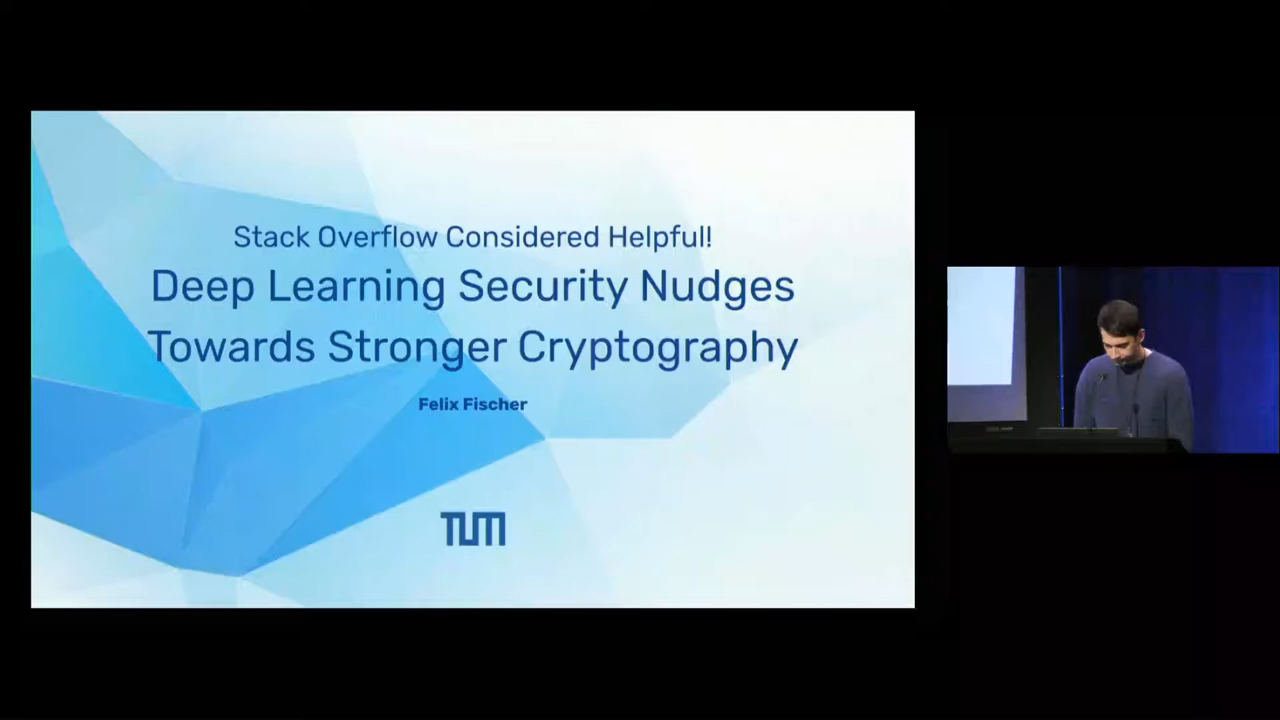 Stack Overflow Considered Helpful!
Deep Learning Security Nudges
Towards Stronger Cryptography
Felix Fischer
TUM